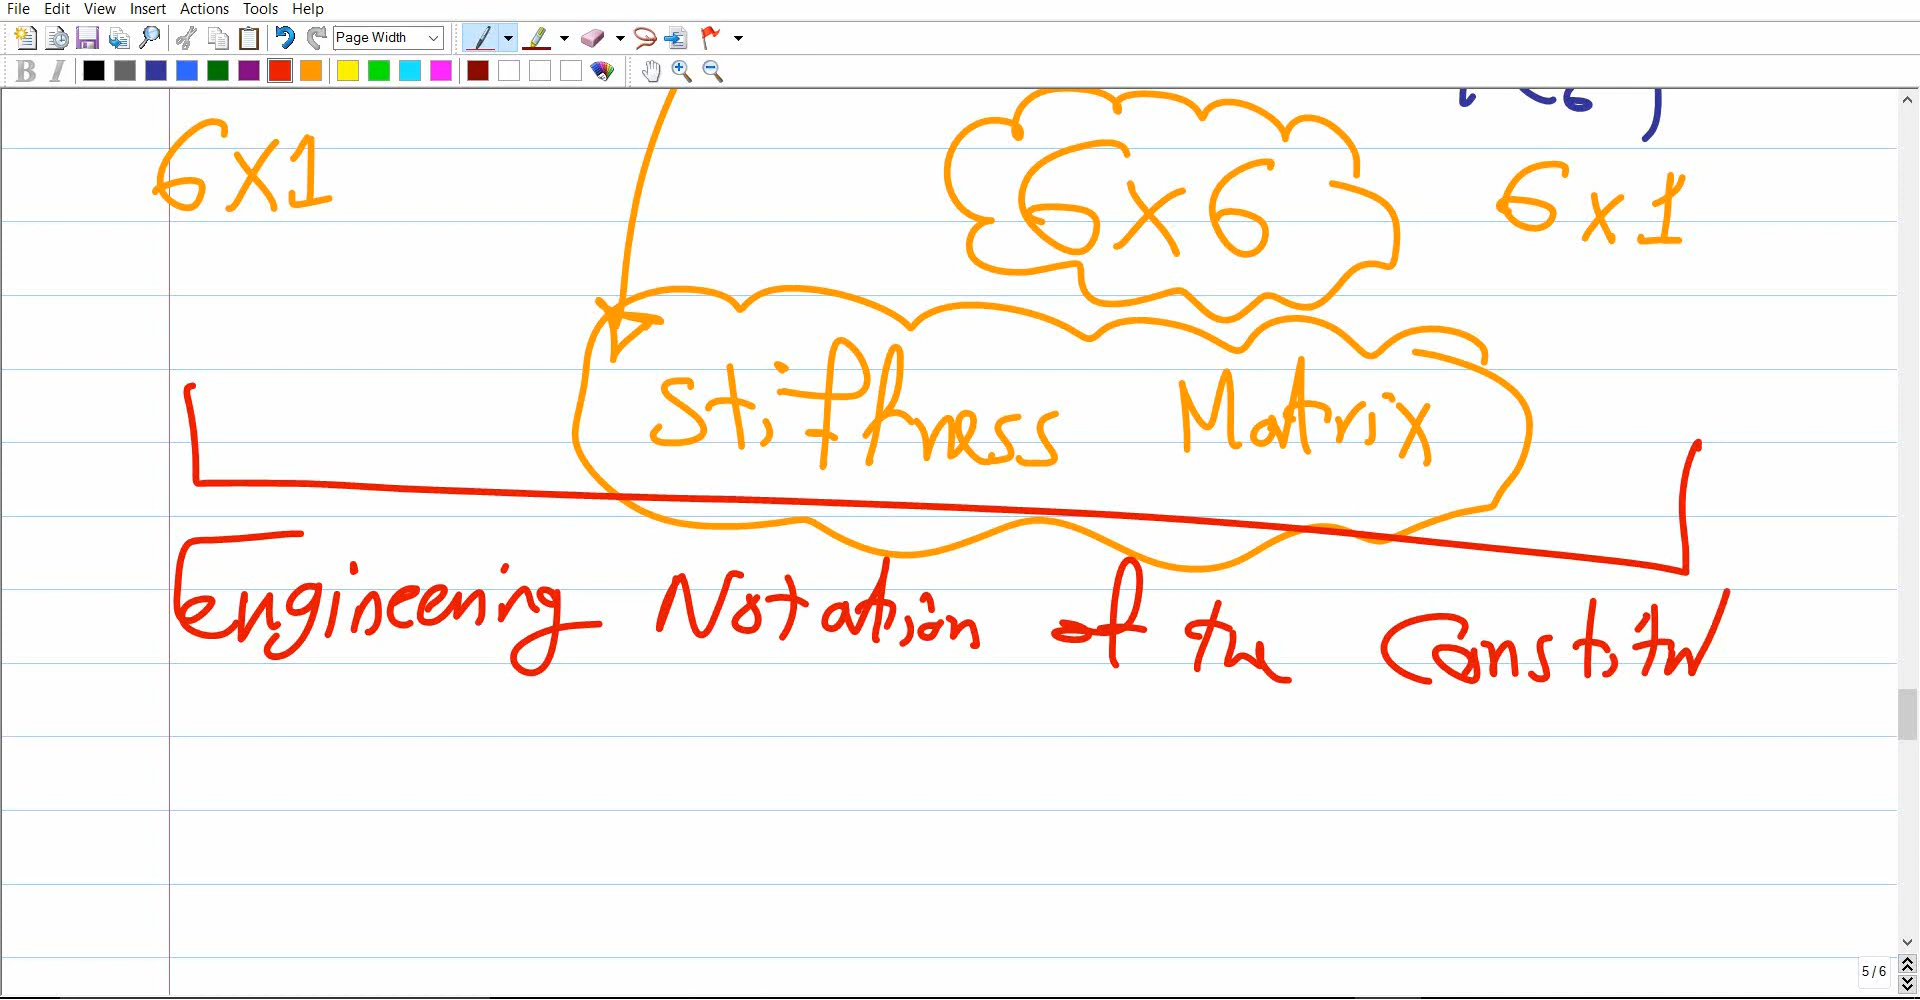 File Edit View Insert Actions Tools Help
Page Width
B I
6x1 6x6 6x1
Stiffness Matrix
Engineering Notation of the Constitu
5 / 6